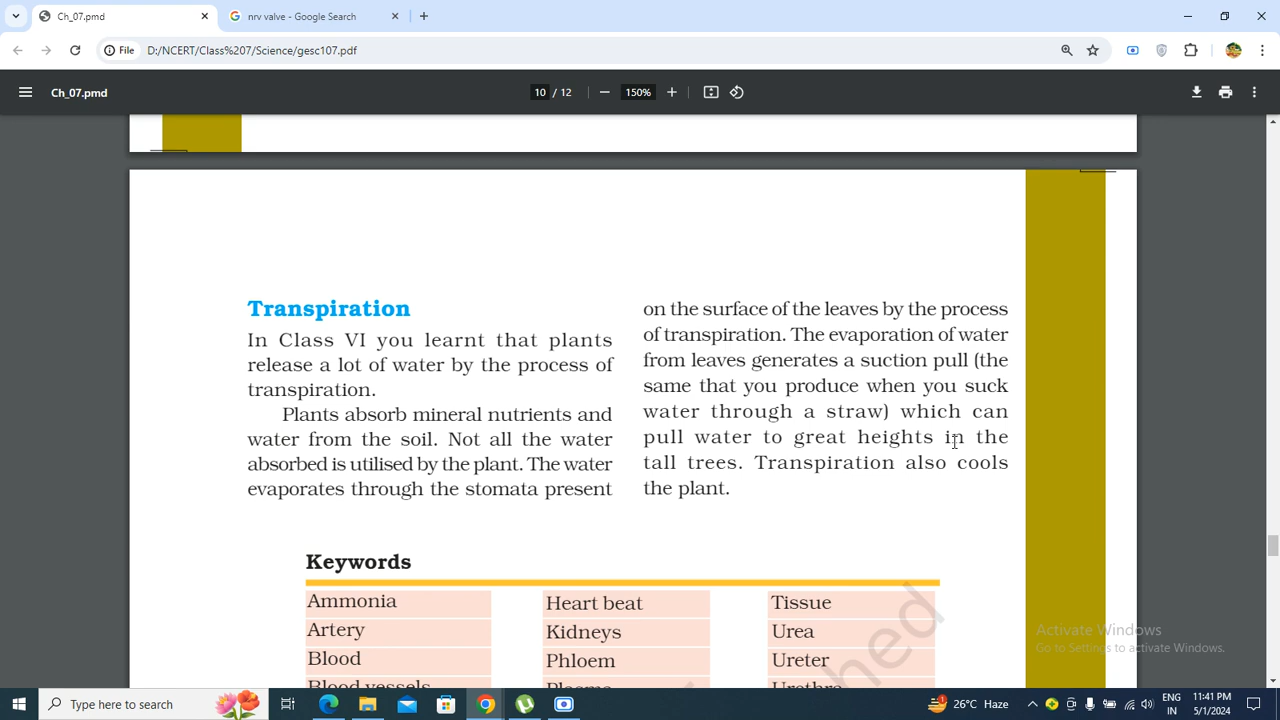 Ch_07.pmd
nrv valve - Google Search
File
D:/NCERT/Class%207/Science/gesc107.pdf
Ch_07.pmd
10 / 12
150%
Transpiration
In Class VI you learnt that plants
release a lot of water by the process of
transpiration.
Plants absorb mineral nutrients and
water from the soil. Not all the water
absorbed is utilised by the plant. The water
evaporates through the stomata present
on the surface of the leaves by the process
of transpiration. The evaporation of water
from leaves generates a suction pull (the
same that you produce when you suck
water through a straw) which can
pull water to great heights in the
tall trees. Transpiration also cools
the plant.
Keywords
Ammonia
Artery
Blood
Blood vessels
Heart beat
Kidneys
Phloem
Plasma
Tissue
Urea
Ureter
Urethra
hed
Activate Windows
Go to Settings to activate Windows.
Type here to search
26°C Haze
ENG
IN
11:41 PM
5/1/2024